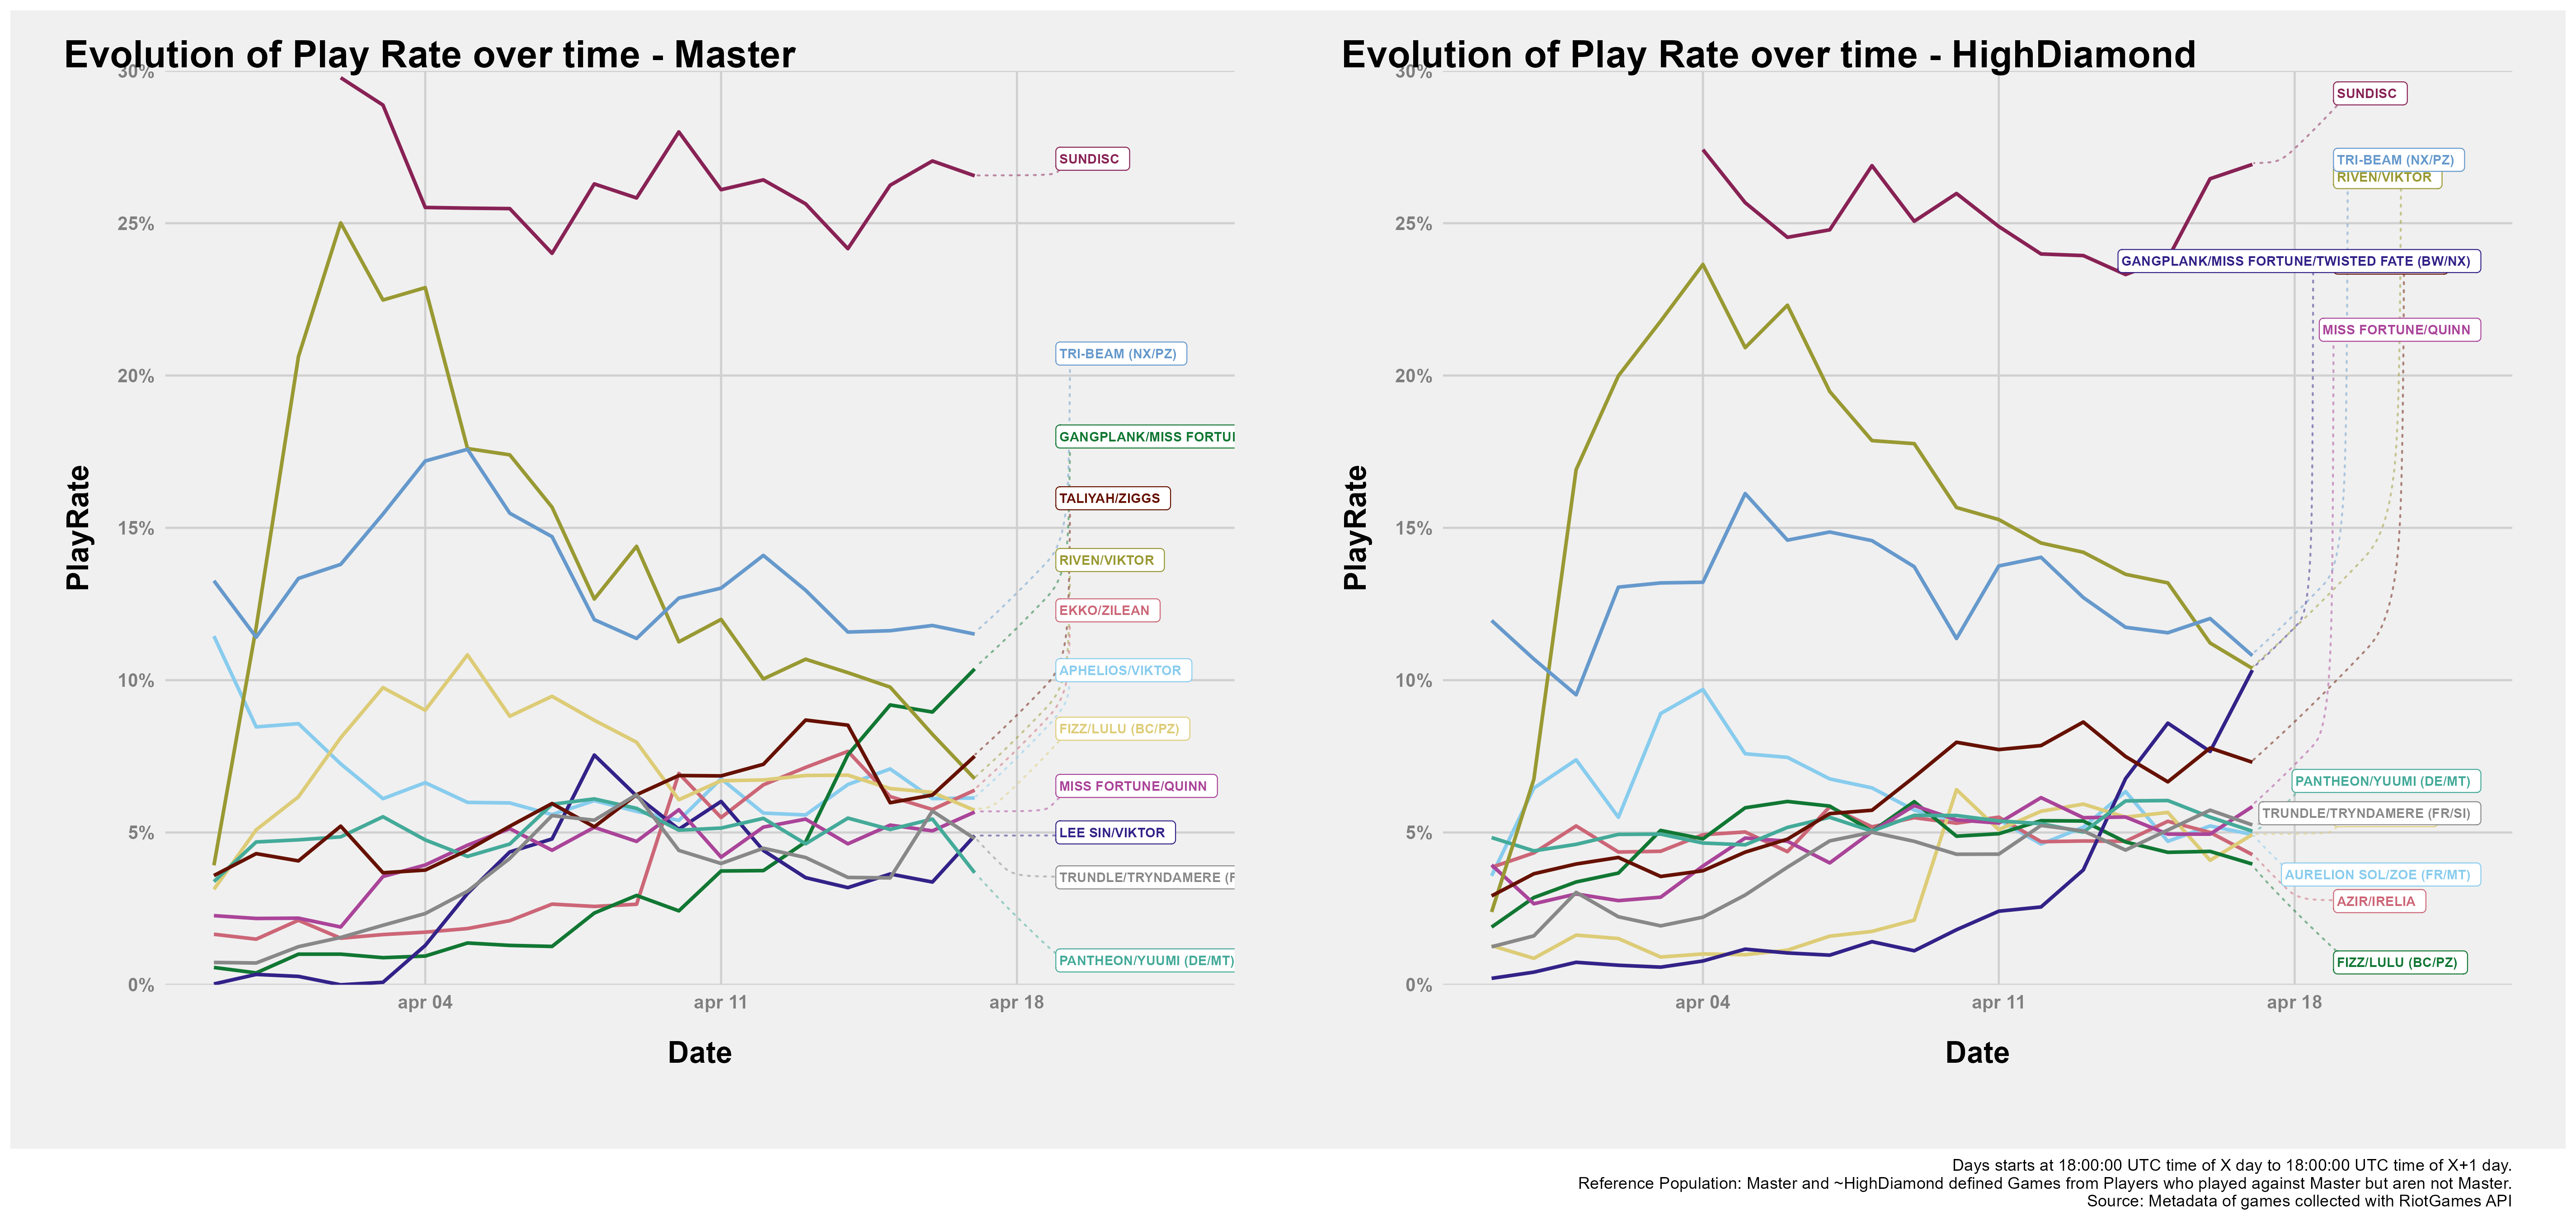 Evolution of Play Rate over time - Master
30%
25%
20%
15%
10%
5%
0%
PlayRate
apr 04
apr 11
apr 18
Date
SUNDISC
TRI-BEAM (NX/PZ)
GANGPLANK/MISS FORTU
TALIYAH/ZIGGS
RIVEN/VIKTOR
EKKO/ZILEAN
APHELIOS/VIKTOR
FIZZ/LULU (BC/PZ)
MISS FORTUNE/QUINN
LEE SIN/VIKTOR
TRUNDLE/TRYNDAMERE (F
PANTHEON/YUUMI (DE/MT)
Evolution of Play Rate over time - HighDiamond
30%
25%
20%
15%
10%
5%
0%
PlayRate
apr 04
apr 11
apr 18
Date
SUNDISC
TRI-BEAM (NX/PZ)
RIVEN/VIKTOR
GANGPLANK/MISS FORTUNE/TWISTED FATE (BW/NX)
MISS FORTUNE/QUINN
PANTHEON/YUUMI (DE/MT)
TRUNDLE/TRYNDAMERE (FR/SI)
AURELION SOL/ZOE (FR/MT)
AZIR/IRELIA
FIZZ/LULU (BC/PZ)
Days starts at 18:00:00 UTC time of X day to 18:00:00 UTC time of X+1 day.
Reference Population: Master and ~HighDiamond defined Games from Players who played against Master but aren not Master.
Source: Metadata of games collected with RiotGames API